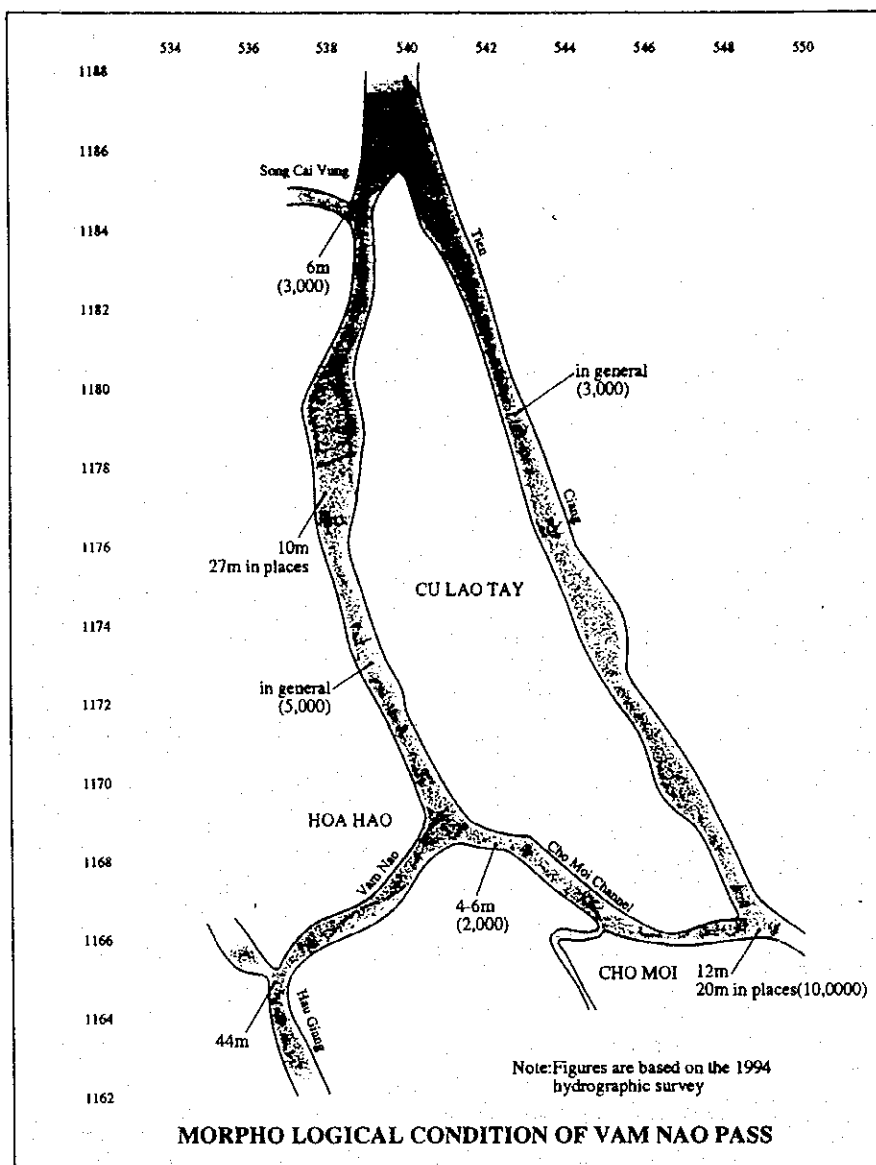 534 536 538 540 542 544 546 548 550
1188
1186
Song Cai Vung
1184
Tien
6m
(3,000)
1182
1180
in general
(3,000)
1178
Ciang
10m
27m in places
1176
CU LAO TAY
1174
in general
(5,000)
1172
1170
HOA HAO
Vam Nao
1168
Cho Moi Channel
4-6m
(2,000)
1166
CHO MOI
12m
20m in places(10,0000)
1164
Hau Giang
44m
Note:Figures are based on the 1994
hydrographic survey
1162
MORPHO LOGICAL CONDITION OF VAM NAO PASS